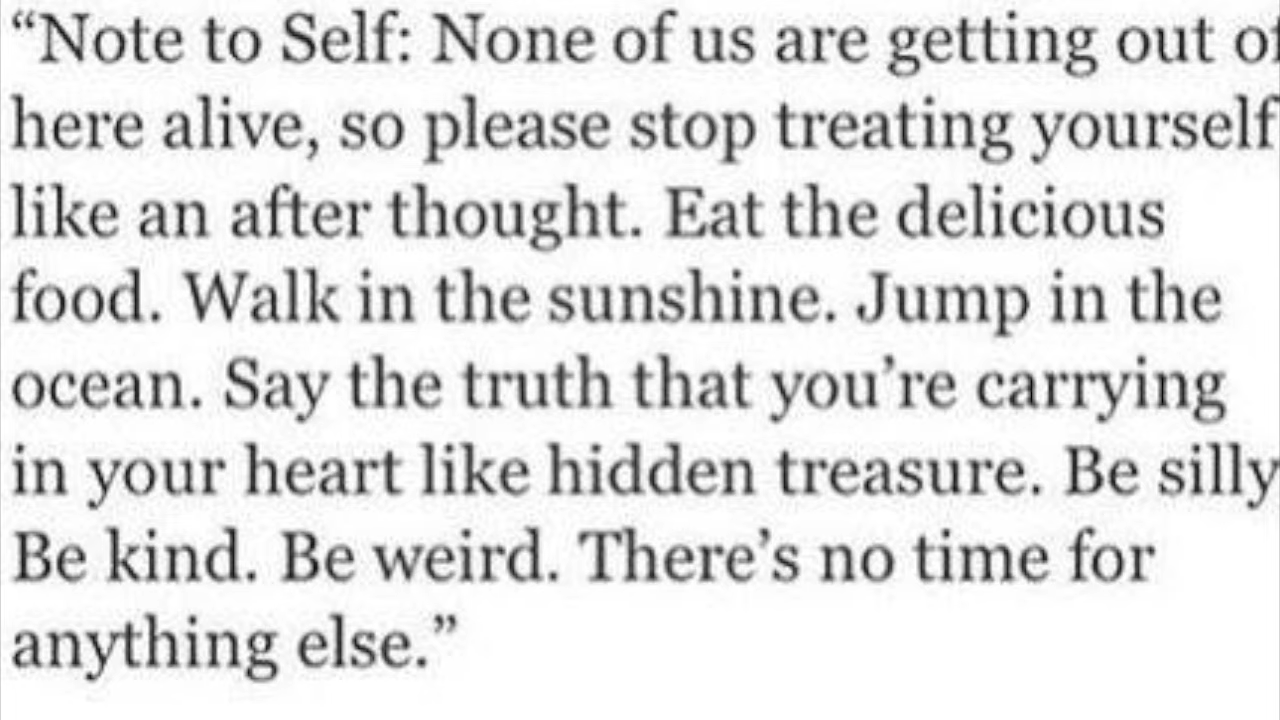 “Note to Self: None of us are getting out of
here alive, so please stop treating yourself
like an after thought. Eat the delicious
food. Walk in the sunshine. Jump in the
ocean. Say the truth that you’re carrying
in your heart like hidden treasure. Be silly
Be kind. Be weird. There’s no time for
anything else.”